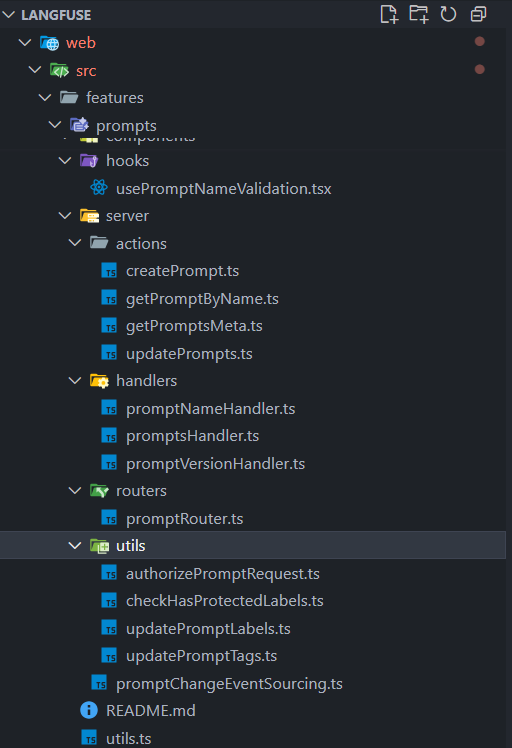 LANGFUSE
web
src
features
prompts
components
hooks
usePromptNameValidation.tsx
server
actions
TS createPrompt.ts
TS getPromptByName.ts
TS getPromptsMeta.ts
TS updatePrompts.ts
handlers
TS promptNameHandler.ts
TS promptsHandler.ts
TS promptVersionHandler.ts
routers
TS promptRouter.ts
utils
TS authorizePromptRequest.ts
TS checkHasProtectedLabels.ts
TS updatePromptLabels.ts
TS updatePromptTags.ts
TS promptChangeEventSourcing.ts
README.md
TS utils.ts